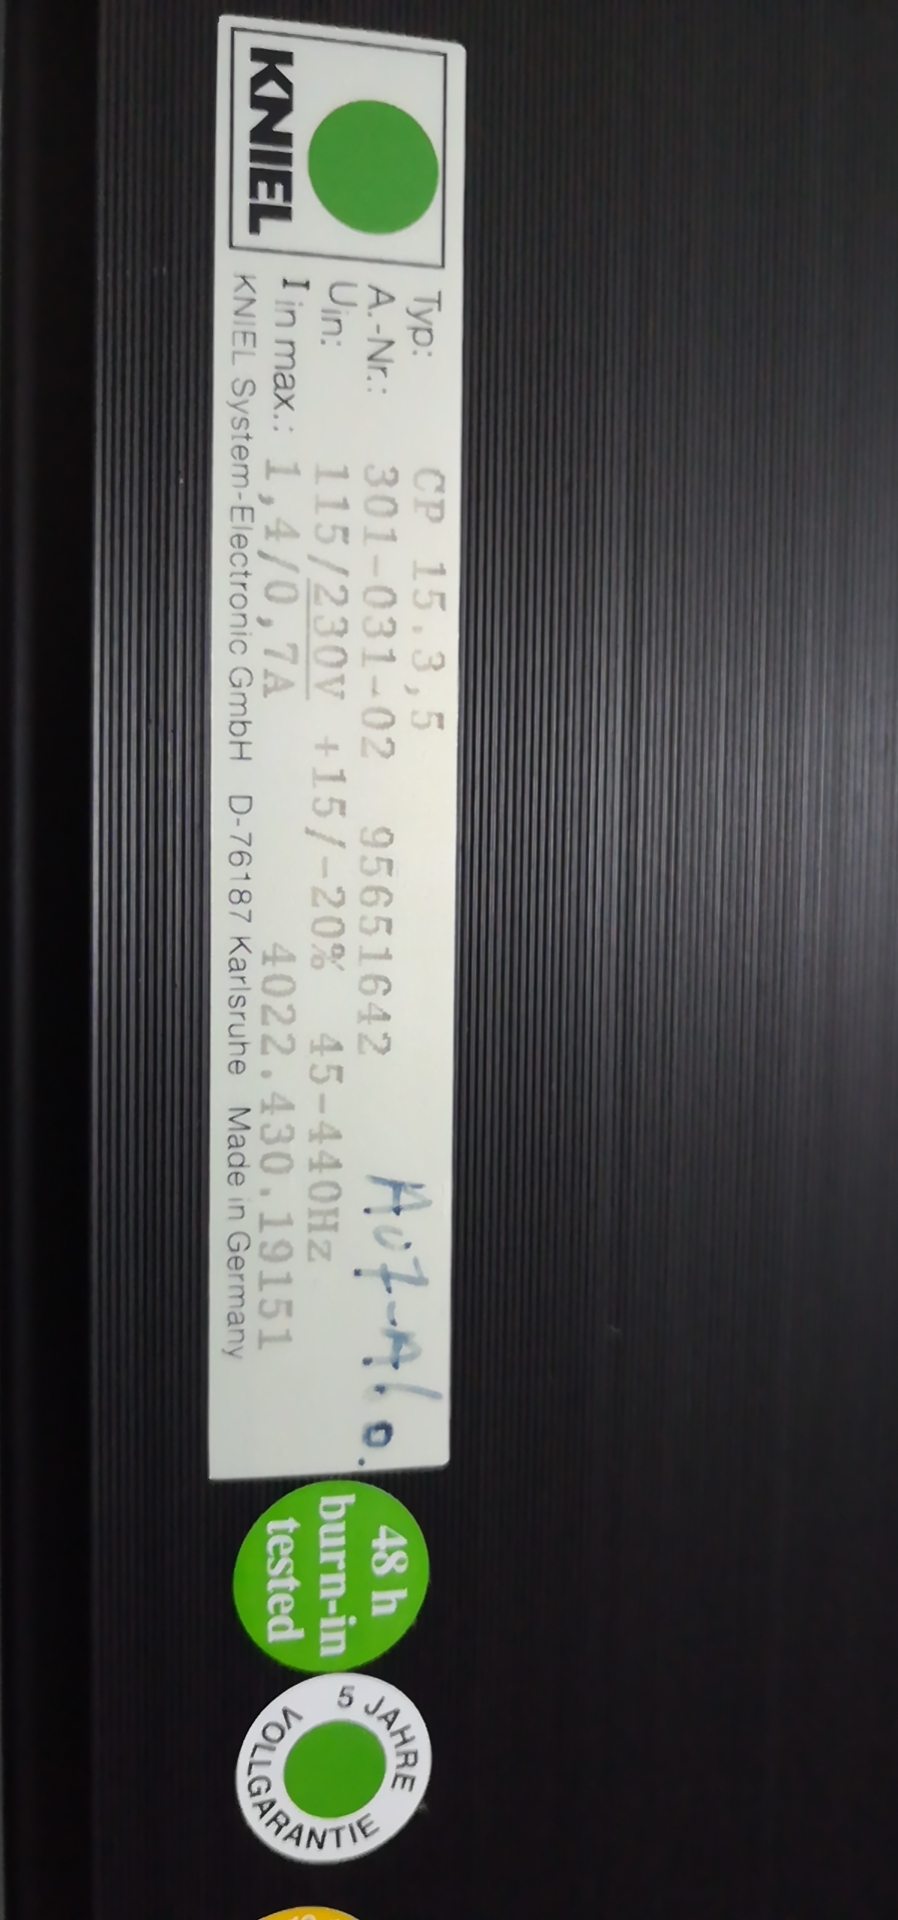 KNIEL
Typ: CP 15.3,5
A.-Nr.: 301-031-02 95651642
Uin: 115/230V +15/-20% 45-440Hz
I in max.: 1,4/0,7A 4022.430.19151
KNIEL System-Electronic GmbH D-76187 Karlsruhe Made in Germany
48 h
burn-in
tested
5 JAHRE
VOLLGARANTIE